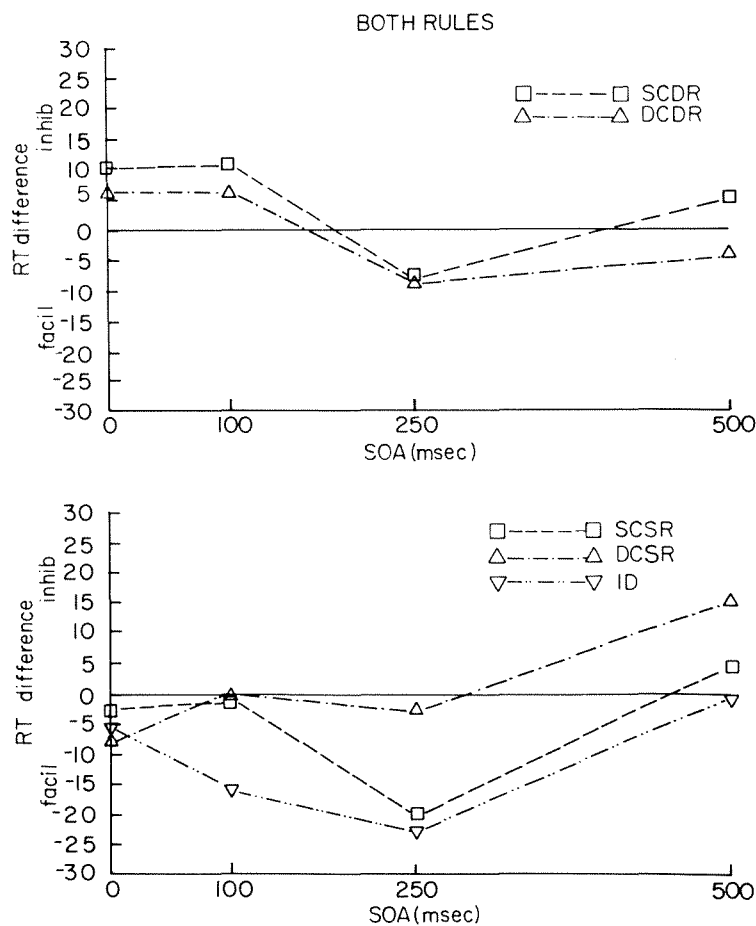 BOTH RULES
30
25
20
15
10
5
0
-5
-10
-15
-20
-25
-30
RT difference
inhib
facil
SCDR
DCDR
0
100
250
500
SOA (msec)
30
25
20
15
10
5
0
-5
-10
-15
-20
-25
-30
RT difference
inhib
facil
SCSR
DCSR
ID
0
100
250
500
SOA (msec)